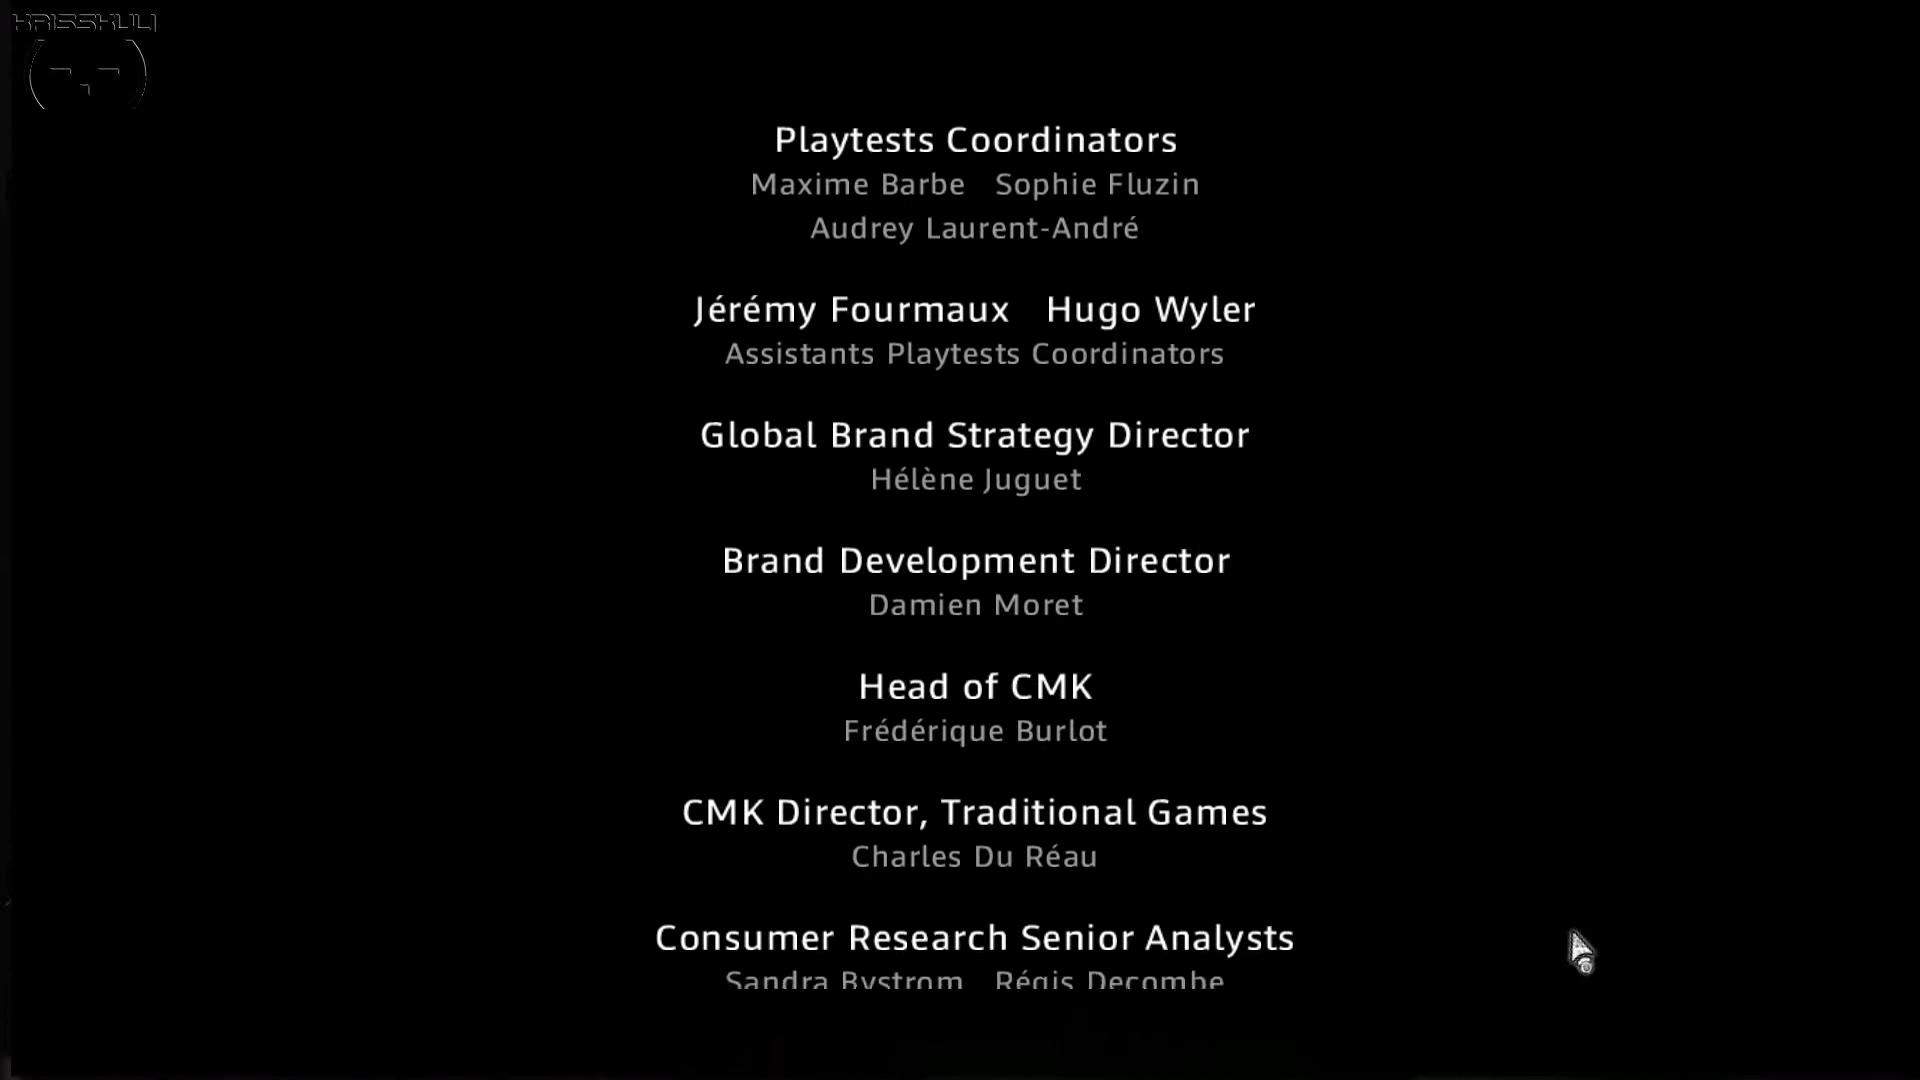 KRISSKULI
Playtests Coordinators
Maxime Barbe Sophie Fluzin
Audrey Laurent-André
Jérémy Fourmaux Hugo Wyler
Assistants Playtests Coordinators
Global Brand Strategy Director
Hélène Juguet
Brand Development Director
Damien Moret
Head of CMK
Frédérique Burlot
CMK Director, Traditional Games
Charles Du Réau
Consumer Research Senior Analysts
Sandra Bystrom Régis Decombe